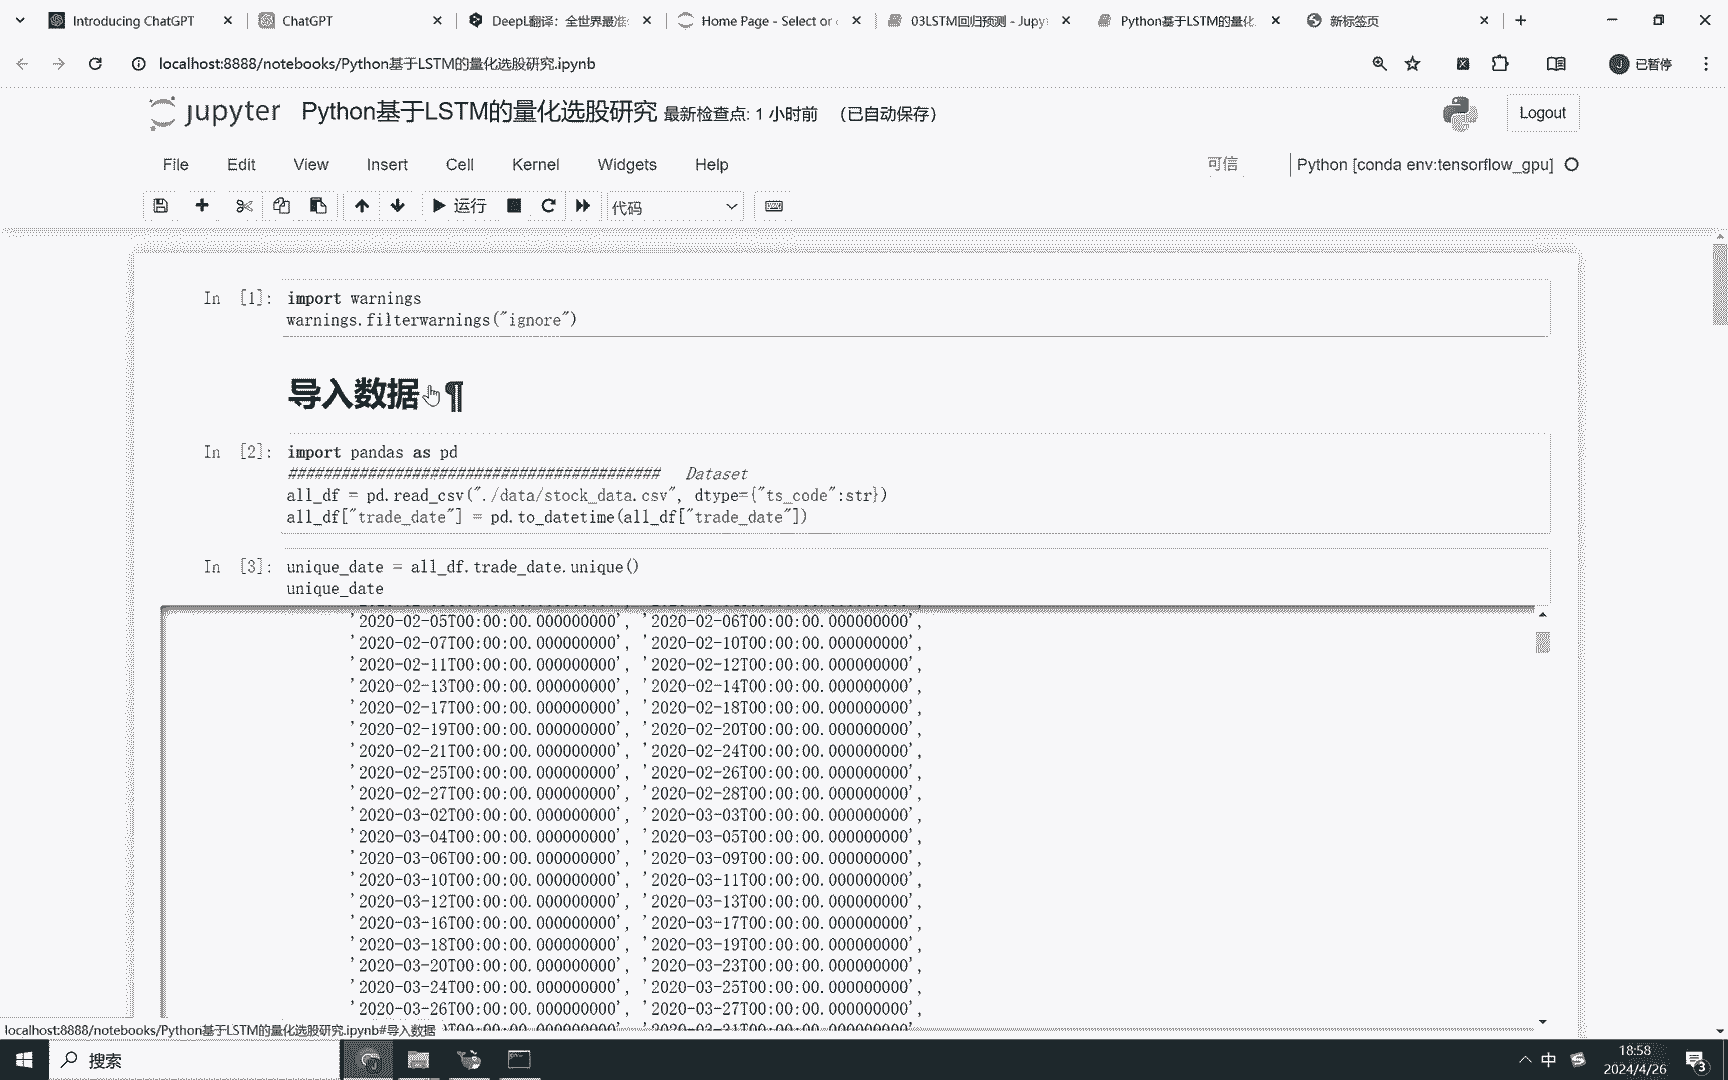 Introducing ChatGPT
ChatGPT
DeepL翻译：全世界最准
Home Page - Select or
03LSTM回归预测 - Jupy
Python基于LSTM的量化
新标签页
localhost:8888/notebooks/Python基于LSTM的量化选股研究.ipynb
J 已暂停
jupyter Python基于LSTM的量化选股研究 最新检查点: 1 小时前 (已自动保存)
Logout
File Edit View Insert Cell Kernel Widgets Help
可信 Python [conda env:tensorflow_gpu]
运行 代码
In [1]: import warnings
warnings.filterwarnings("ignore")
导入数据¶
In [2]: import pandas as pd
######################################### Dataset
all_df = pd.read_csv("./data/stock_data.csv", dtype={"ts_code":str})
all_df["trade_date"] = pd.to_datetime(all_df["trade_date"])
In [3]: unique_date = all_df.trade_date.unique()
unique_date
'2020-02-05T00:00:00.000000000', '2020-02-06T00:00:00.000000000',
'2020-02-07T00:00:00.000000000', '2020-02-10T00:00:00.000000000',
'2020-02-11T00:00:00.000000000', '2020-02-12T00:00:00.000000000',
'2020-02-13T00:00:00.000000000', '2020-02-14T00:00:00.000000000',
'2020-02-17T00:00:00.000000000', '2020-02-18T00:00:00.000000000',
'2020-02-19T00:00:00.000000000', '2020-02-20T00:00:00.000000000',
'2020-02-21T00:00:00.000000000', '2020-02-24T00:00:00.000000000',
'2020-02-25T00:00:00.000000000', '2020-02-26T00:00:00.000000000',
'2020-02-27T00:00:00.000000000', '2020-02-28T00:00:00.000000000',
'2020-03-02T00:00:00.000000000', '2020-03-03T00:00:00.000000000',
'2020-03-04T00:00:00.000000000', '2020-03-05T00:00:00.000000000',
'2020-03-06T00:00:00.000000000', '2020-03-09T00:00:00.000000000',
'2020-03-10T00:00:00.000000000', '2020-03-11T00:00:00.000000000',
'2020-03-12T00:00:00.000000000', '2020-03-13T00:00:00.000000000',
'2020-03-16T00:00:00.000000000', '2020-03-17T00:00:00.000000000',
'2020-03-18T00:00:00.000000000', '2020-03-19T00:00:00.000000000',
'2020-03-20T00:00:00.000000000', '2020-03-23T00:00:00.000000000',
'2020-03-24T00:00:00.000000000', '2020-03-25T00:00:00.000000000',
'2020-03-26T00:00:00.000000000', '2020-03-27T00:00:00.000000000',
localhost:8888/notebooks/Python基于LSTM的量化选股研究.ipynb#导入数据
搜索
中
18:58
2024/4/26
3